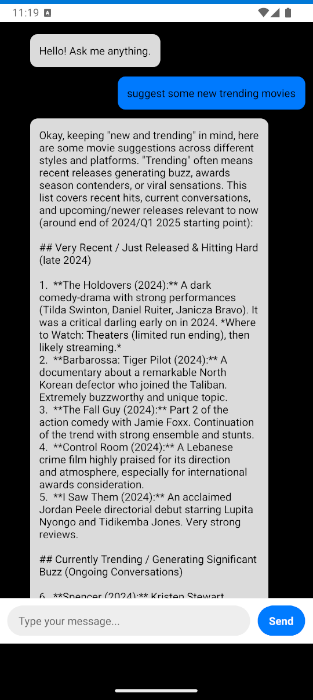 11:19 A
Hello! Ask me anything.
suggest some new trending movies
Okay, keeping "new and trending" in mind, here
are some movie suggestions across different
styles and platforms. "Trending" often means
recent releases generating buzz, awards
season contenders, or viral sensations. This
list covers recent hits, current conversations,
and upcoming/newer releases relevant to now
(around end of 2024/Q1 2025 starting point):
## Very Recent / Just Released & Hitting Hard
(late 2024)
1.  **The Holdovers (2024):** A dark
comedy-drama with strong performances
(Tilda Swinton, Daniel Ruiter, Janicza Bravo). It
was a critical darling early on in 2024. *Where
to Watch: Theaters (limited run ending), then
likely streaming.*
2.  **Barbarossa: Tiger Pilot (2024):** A
documentary about a remarkable North
Korean defector who joined the Taliban.
Extremely buzzworthy and unique topic.
3.  **The Fall Guy (2024):** Part 2 of the
action comedy with Jamie Foxx. Continuation
of the trend with strong ensemble and stunts.
4.  **Control Room (2024):** A Lebanese
crime film highly praised for its direction
and atmosphere, especially for international
awards consideration.
5.  **I Saw Them (2024):** An acclaimed
Jordan Peele directorial debut starring Lupita
Nyongo and Tidikemba Jones. Very strong
reviews.
## Currently Trending / Generating Significant
Buzz (Ongoing Conversations)
6.  **Spencer (2024):** Kristen Stewart
Type your message...
Send